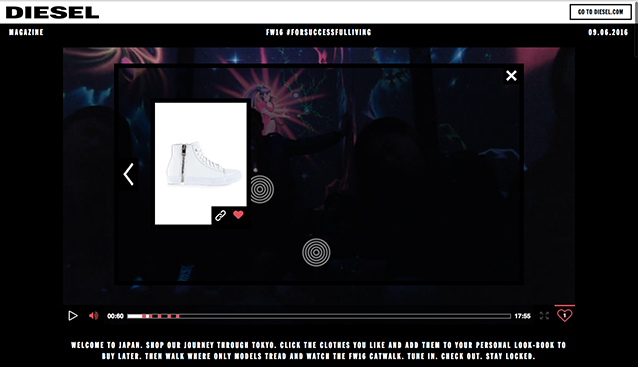 DIESEL
GO TO DIESEL.COM
MAGAZINE
FW16 #FORSUCCESSFULLIVING
09.06.2016
00:60
17:55
1
WELCOME TO JAPAN. SHOP OUR JOURNEY THROUGH TOKYO. CLICK THE CLOTHES YOU LIKE AND ADD THEM TO YOUR PERSONAL LOOK-BOOK TO
BUY LATER. THEN WALK WHERE ONLY MODELS TREAD AND WATCH THE FW16 CATWALK. TUNE IN. CHECK OUT. STAY LOCKED.